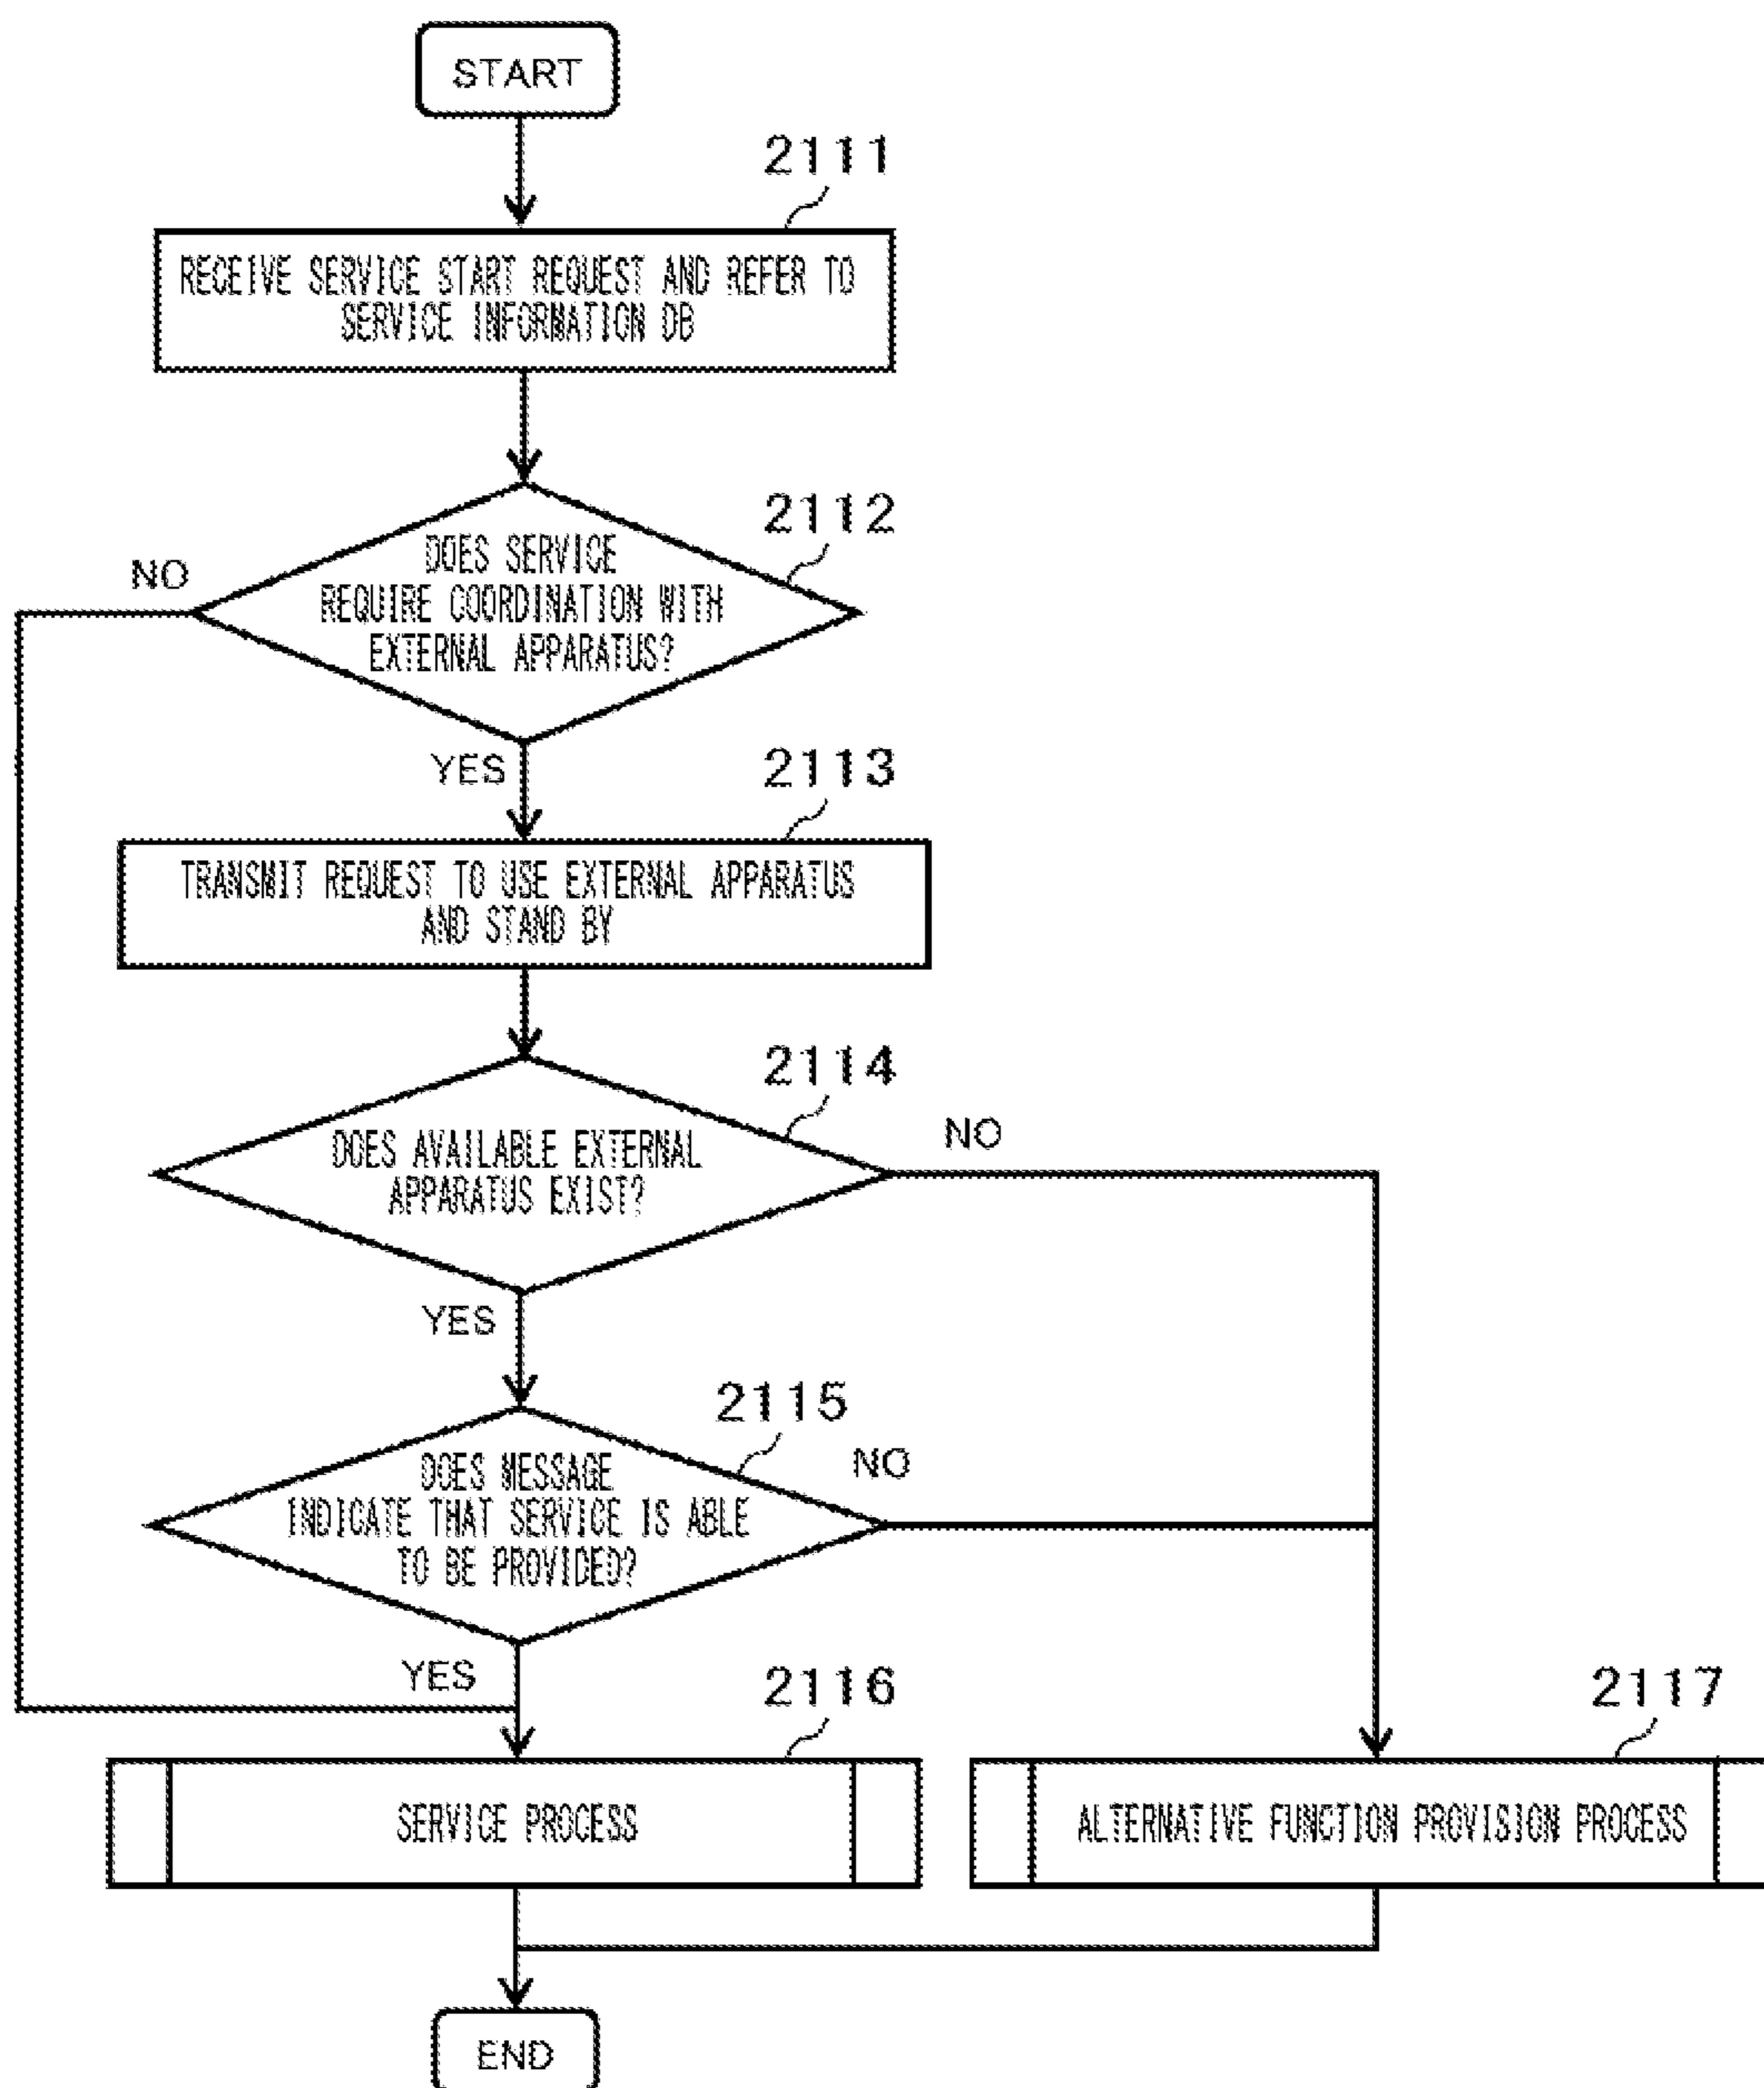 START
2111
RECEIVE SERVICE START REQUEST AND REFER TO
SERVICE INFORMATION DB
2112
DOES SERVICE
REQUIRE COORDINATION WITH
EXTERNAL APPARATUS?
NO
YES
2113
TRANSMIT REQUEST TO USE EXTERNAL APPARATUS
AND STAND BY
2114
DOES AVAILABLE EXTERNAL
APPARATUS EXIST?
NO
YES
2115
DOES MESSAGE
INDICATE THAT SERVICE IS ABLE
TO BE PROVIDED?
NO
YES
2116
SERVICE PROCESS
2117
ALTERNATIVE FUNCTION PROVISION PROCESS
END